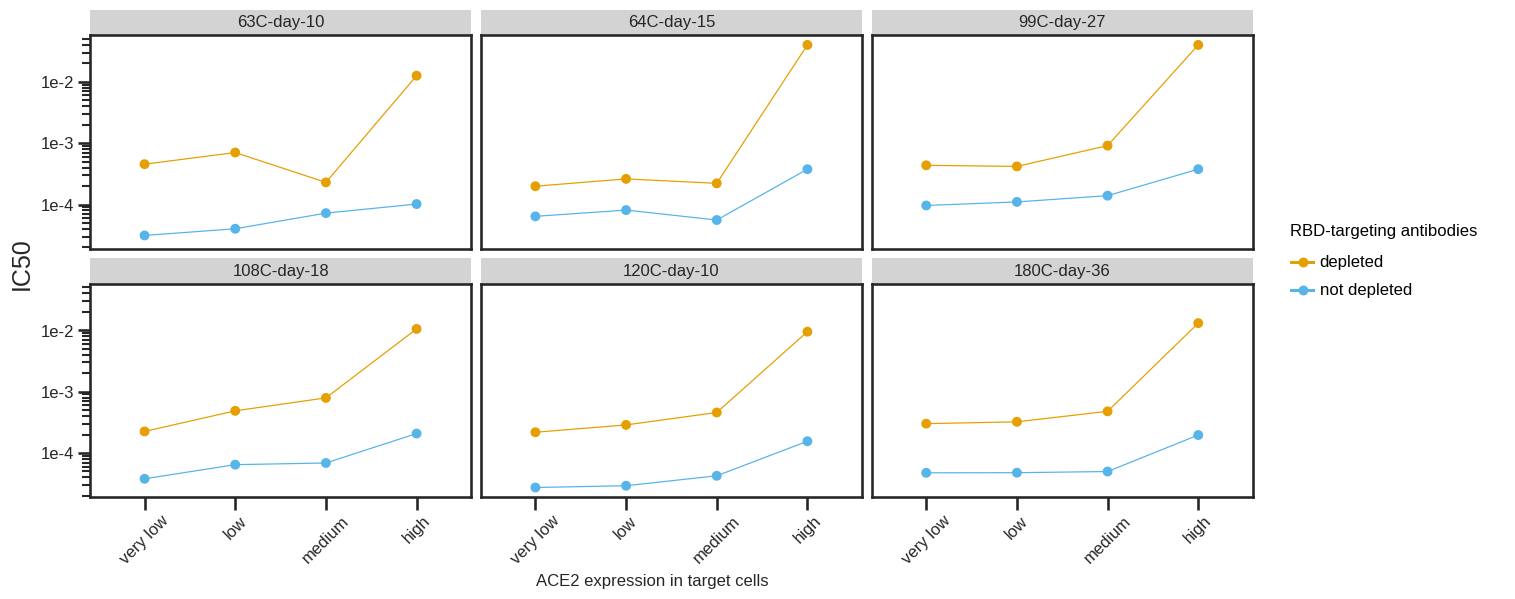 63C-day-10
64C-day-15
99C-day-27
1e-2
1e-3
1e-4
IC50
108C-day-18
120C-day-10
180C-day-36
1e-2
1e-3
1e-4
very low
low
medium
high
very low
low
medium
high
very low
low
medium
high
ACE2 expression in target cells
RBD-targeting antibodies
depleted
not depleted